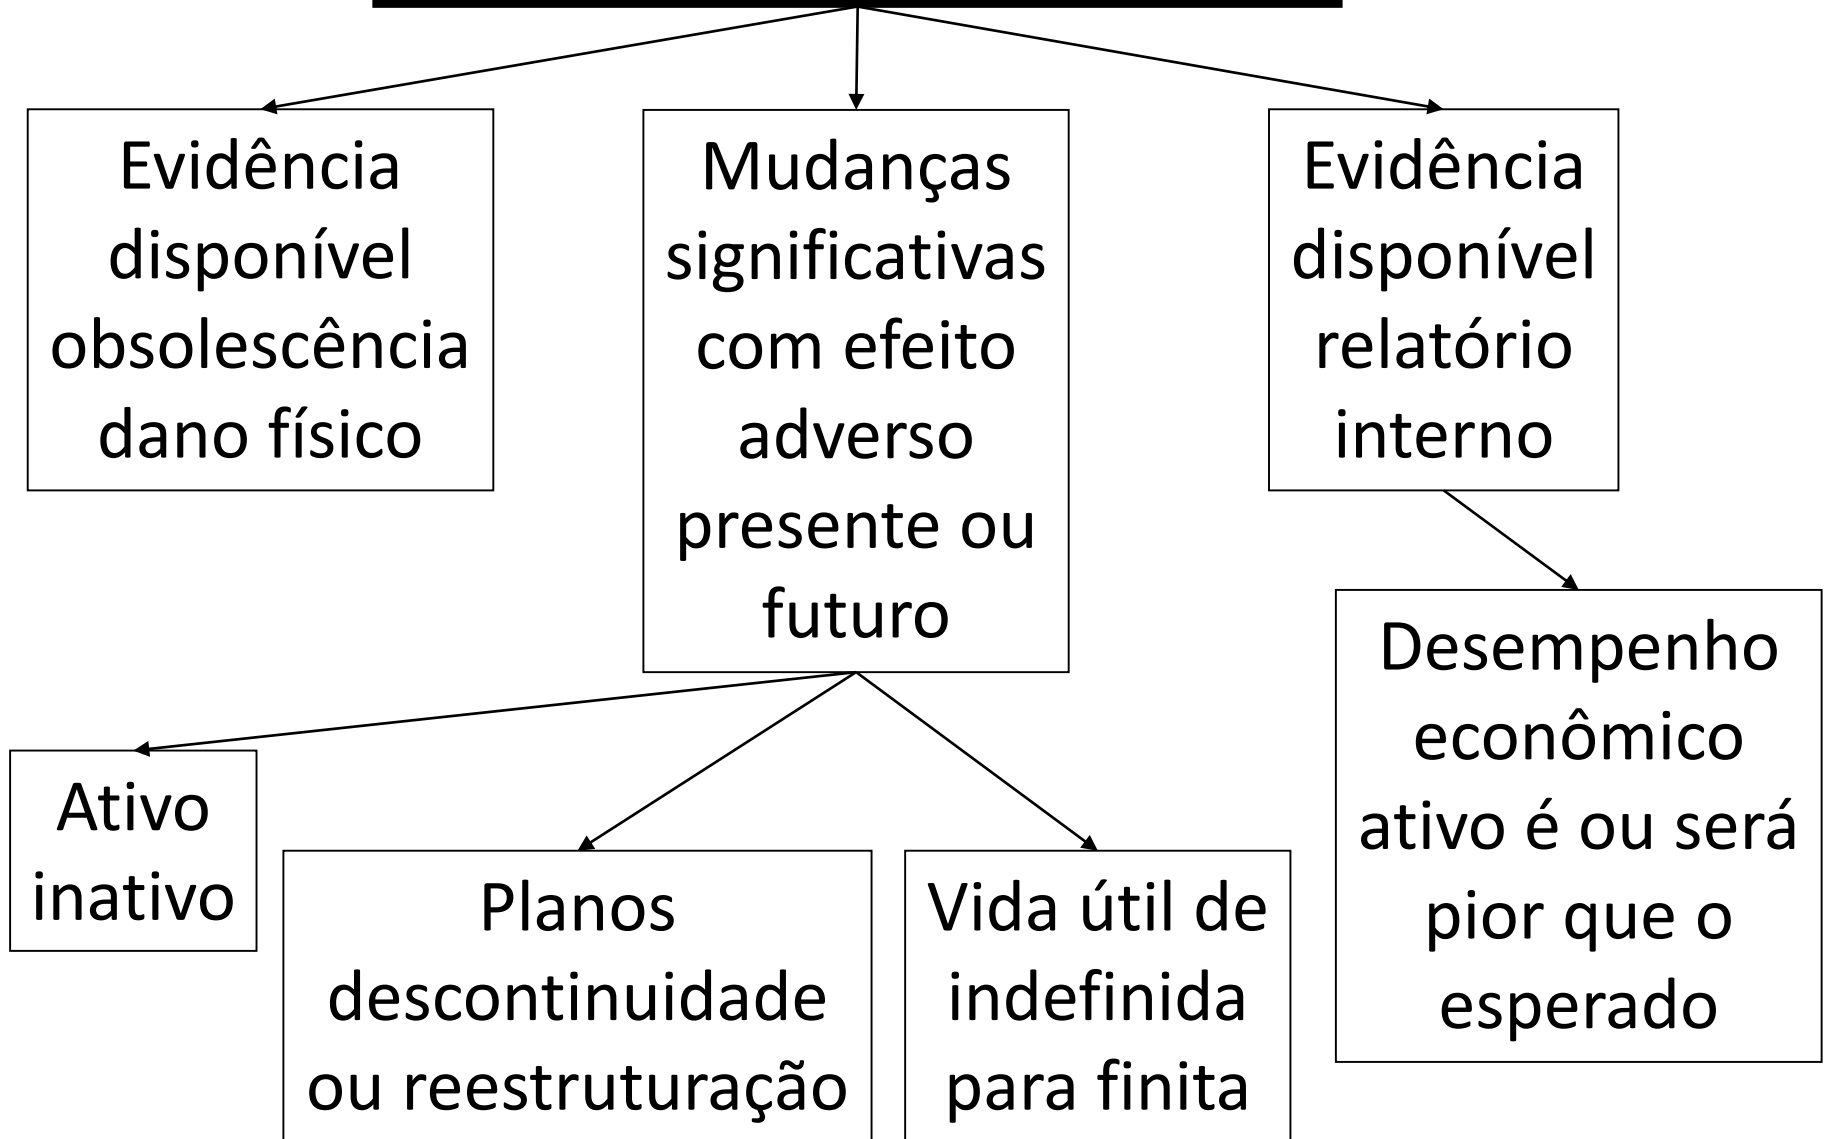 Evidência
disponível
obsolescência
dano físico
Mudanças
significativas
com efeito
adverso
presente ou
futuro
Evidência
disponível
relatório
interno
Desempenho
econômico
ativo é ou será
pior que o
esperado
Ativo
inativo
Planos
descontinuidade
ou reestruturação
Vida útil de
indefinida
para finita